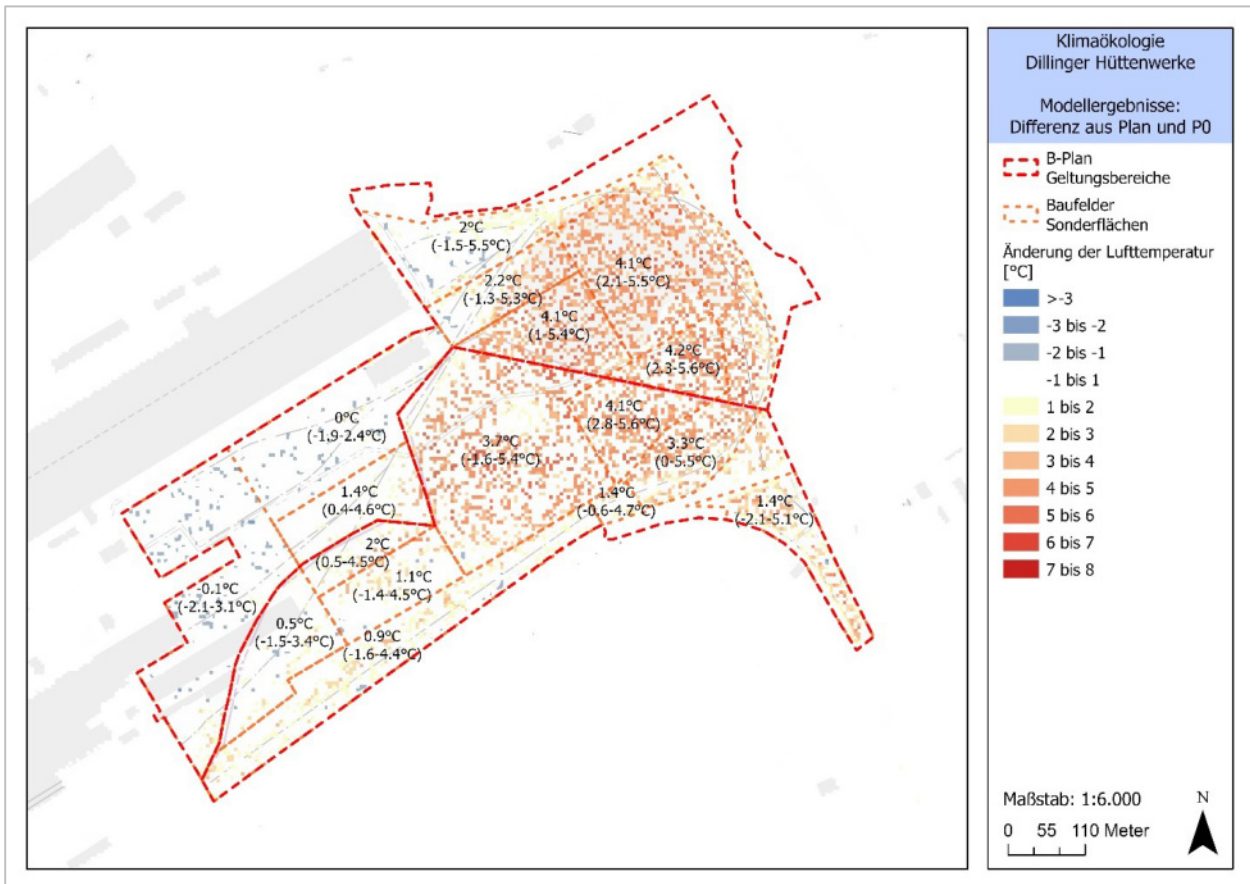 2°C
(-1.5-5.5°C)
2.2°C
(-1.3-5.3°C)
4.1°C
(2.1-5.5°C)
4.1°C
(1-5.4°C)
4.2°C
(2.3-5.6°C)
4.1°C
(2.8-5.6°C)
3.3°C
(0-5.5°C)
3.7°C
(-1.6-5.4°C)
0°C
(-1.9-2.4°C)
1.4°C
(0.4-4.6°C)
1.4°C
(-0.6-4.7°C)
1.4°C
(-2.1-5.1°C)
2°C
(0.5-4.5°C)
1.1°C
(-1.4-4.5°C)
-0.1°C
(-2.1-3.1°C)
0.5°C
(-1.5-3.4°C)
0.9°C
(-1.6-4.4°C)
Klimaökologie
Dillinger Hüttenwerke
Modellergebnisse:
Differenz aus Plan und P0
B-Plan
Geltungsbereiche
Baufelder
Sonderflächen
Änderung der Lufttemperatur
[°C]
>-3
-3 bis -2
-2 bis -1
-1 bis 1
1 bis 2
2 bis 3
3 bis 4
4 bis 5
5 bis 6
6 bis 7
7 bis 8
Maßstab: 1:6.000
N
0 55 110 Meter